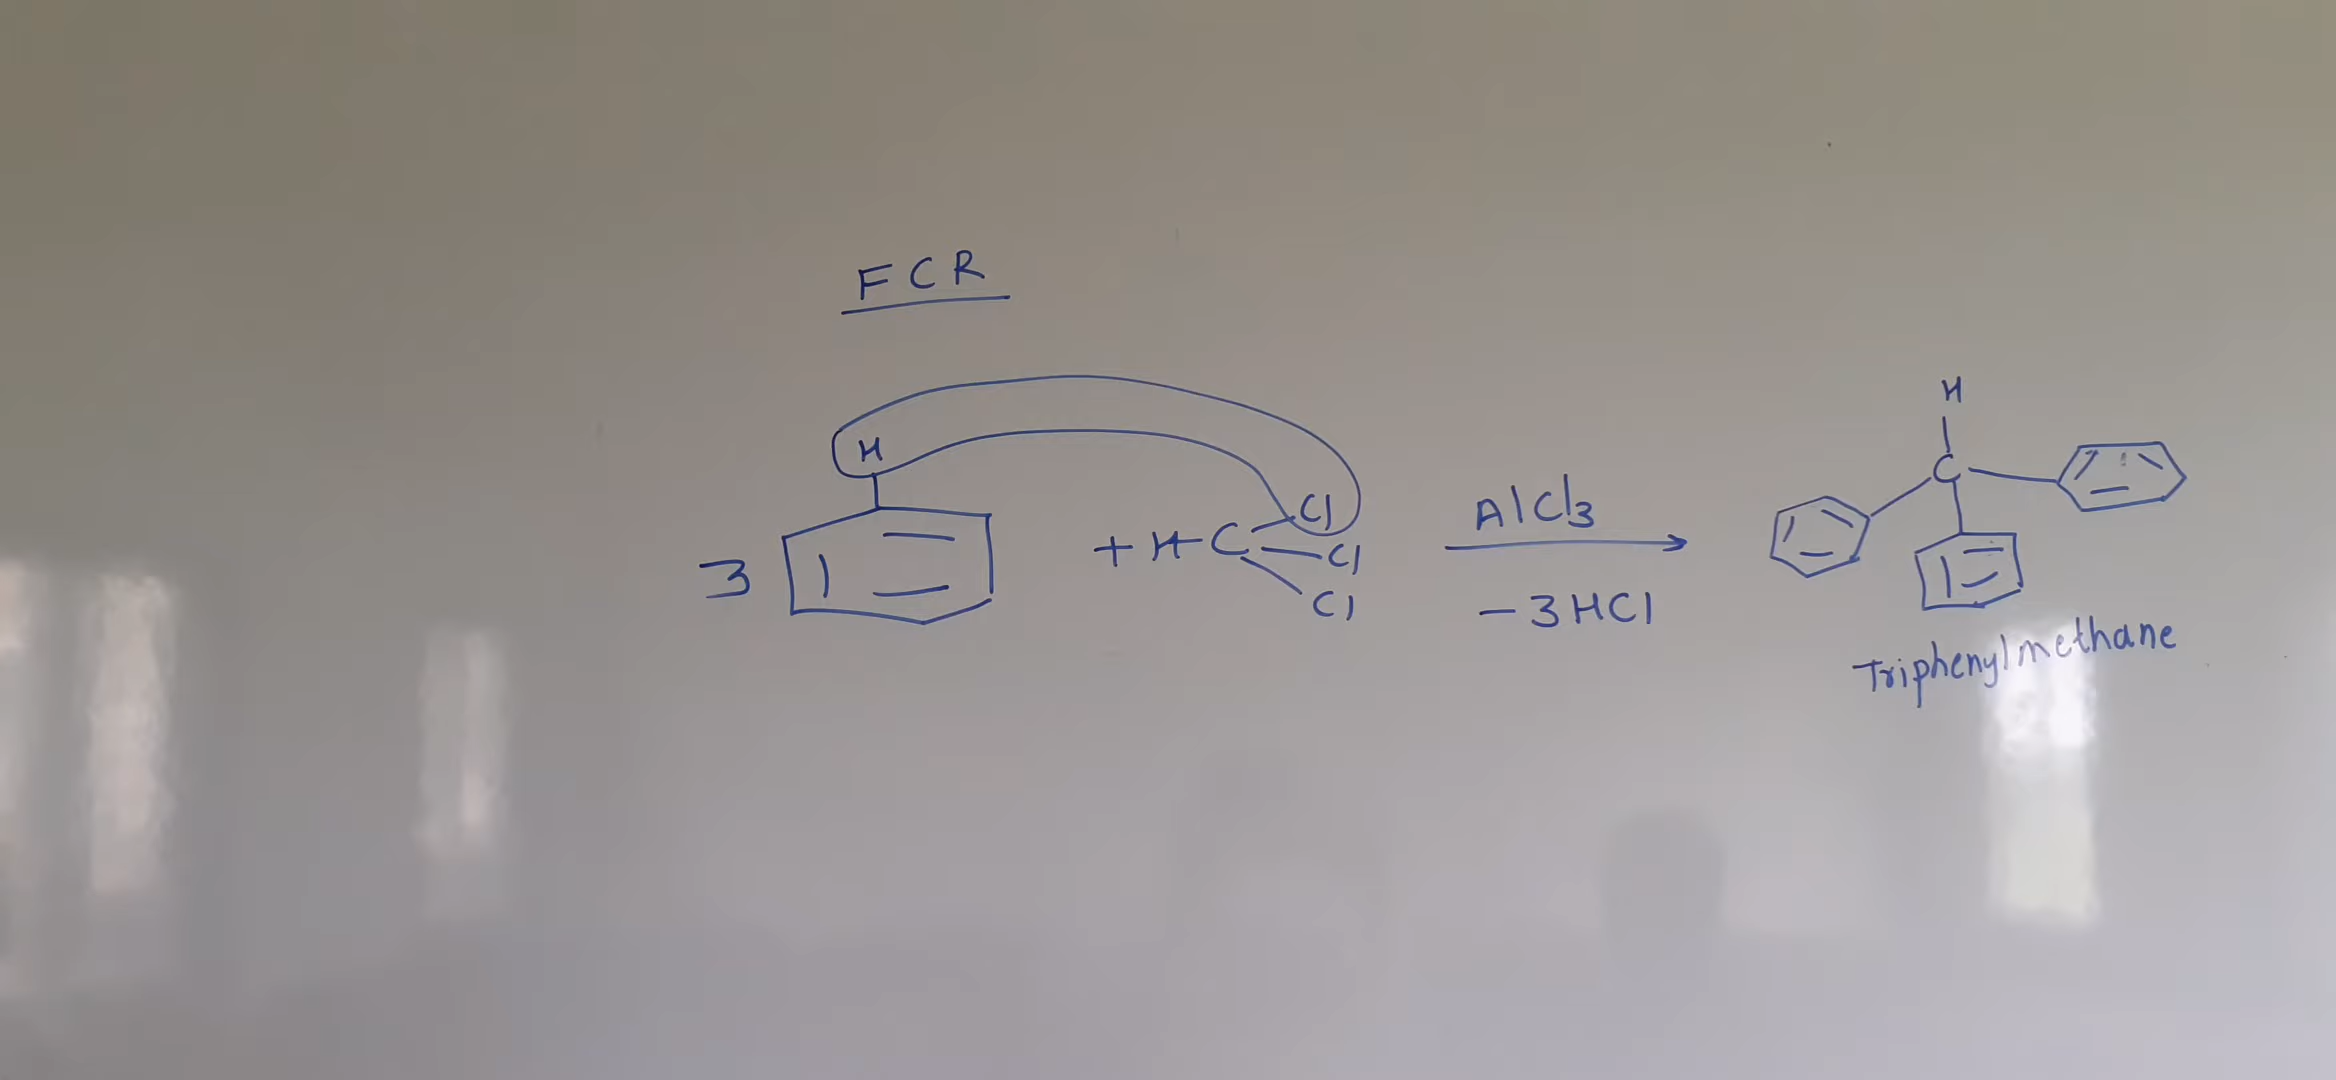 FCR
H
3 + H-C Cl
Cl
Cl
AlCl3
-3HCl
H
C
Triphenylmethane